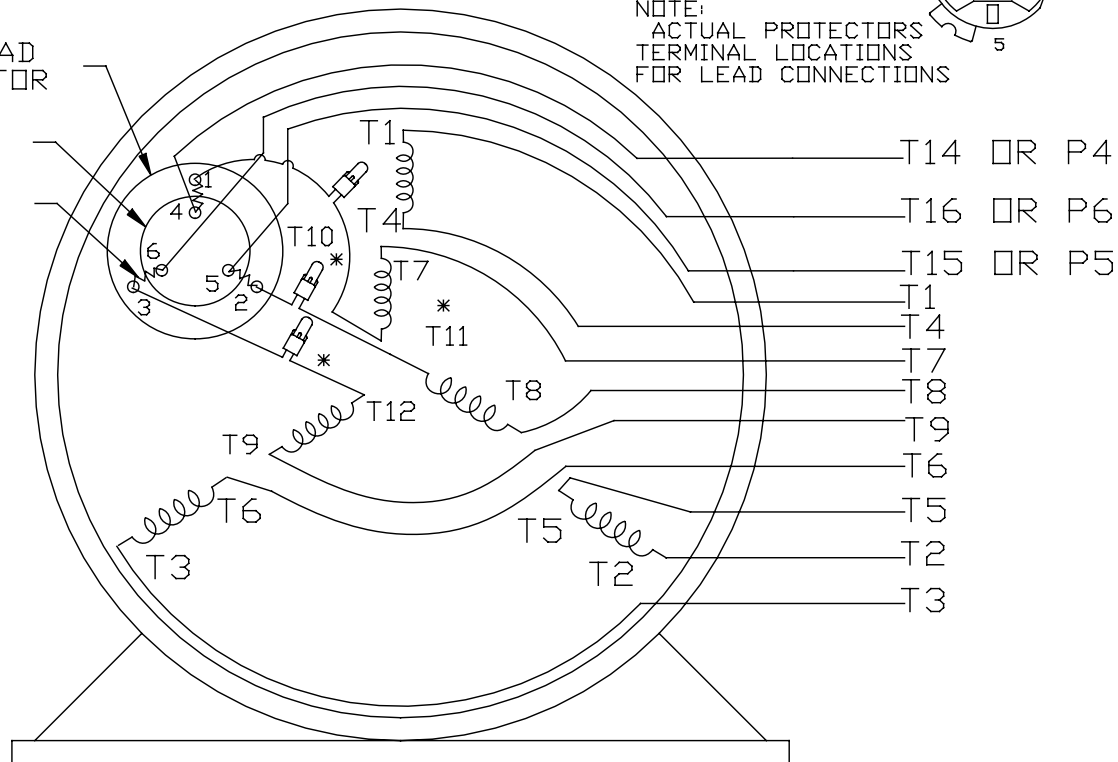 NOTE:
ACTUAL PROTECTORS
TERMINAL LOCATIONS
FOR LEAD CONNECTIONS
5
AD
TOR
T1
T14 OR P4
1
4
T4
T16 OR P6
T10
*
6
5
T7
T15 OR P5
3
2
*
T11
T1
T4
*
T7
T8
T8
T12
T9
T9
T6
T6
T5
T5
T3
T2
T2
T3